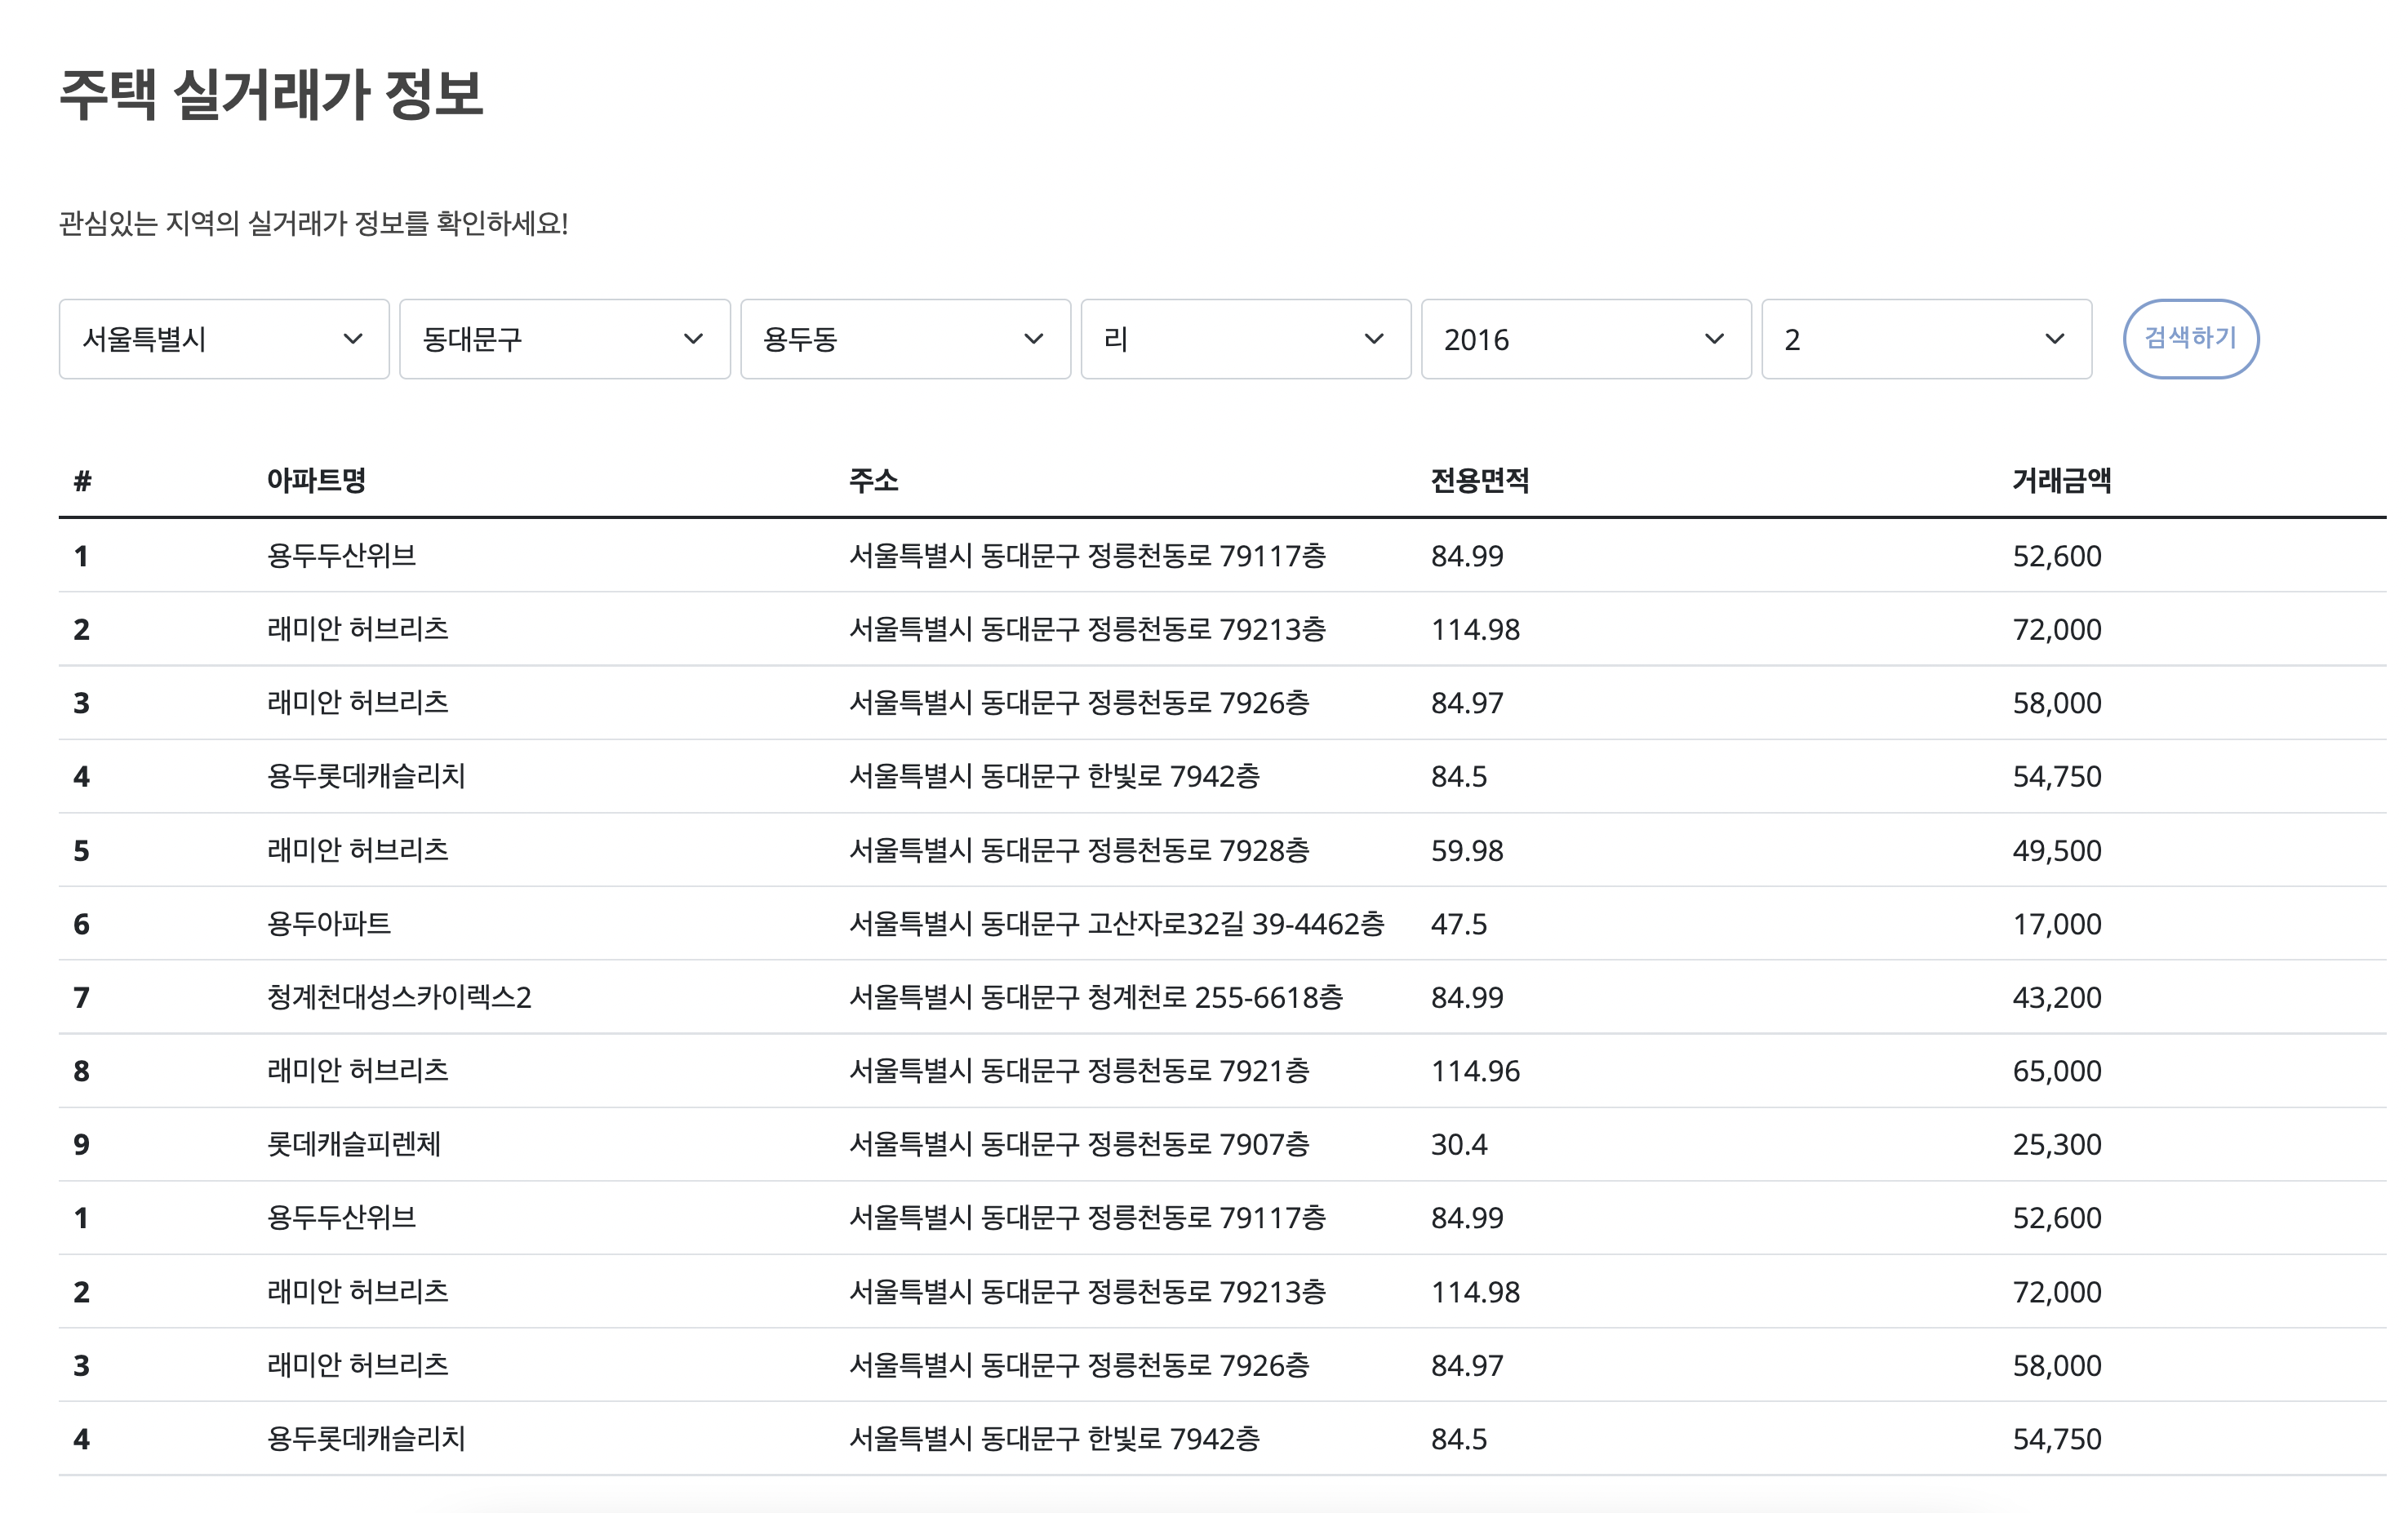 주택 실거래가 정보
관심있는 지역의 실거래가 정보를 확인하세요!
서울특별시 동대문구 용두동 리 2016 2 검색하기
# 아파트명 주소 전용면적 거래금액
1 용두두산위브 서울특별시 동대문구 정릉천동로 79117층 84.99 52,600
2 래미안 허브리츠 서울특별시 동대문구 정릉천동로 79213층 114.98 72,000
3 래미안 허브리츠 서울특별시 동대문구 정릉천동로 7926층 84.97 58,000
4 용두롯데캐슬리치 서울특별시 동대문구 한빛로 7942층 84.5 54,750
5 래미안 허브리츠 서울특별시 동대문구 정릉천동로 7928층 59.98 49,500
6 용두아파트 서울특별시 동대문구 고산자로32길 39-4462층 47.5 17,000
7 청계천대성스카이렉스2 서울특별시 동대문구 청계천로 255-6618층 84.99 43,200
8 래미안 허브리츠 서울특별시 동대문구 정릉천동로 7921층 114.96 65,000
9 롯데캐슬피렌체 서울특별시 동대문구 정릉천동로 7907층 30.4 25,300
1 용두두산위브 서울특별시 동대문구 정릉천동로 79117층 84.99 52,600
2 래미안 허브리츠 서울특별시 동대문구 정릉천동로 79213층 114.98 72,000
3 래미안 허브리츠 서울특별시 동대문구 정릉천동로 7926층 84.97 58,000
4 용두롯데캐슬리치 서울특별시 동대문구 한빛로 7942층 84.5 54,750